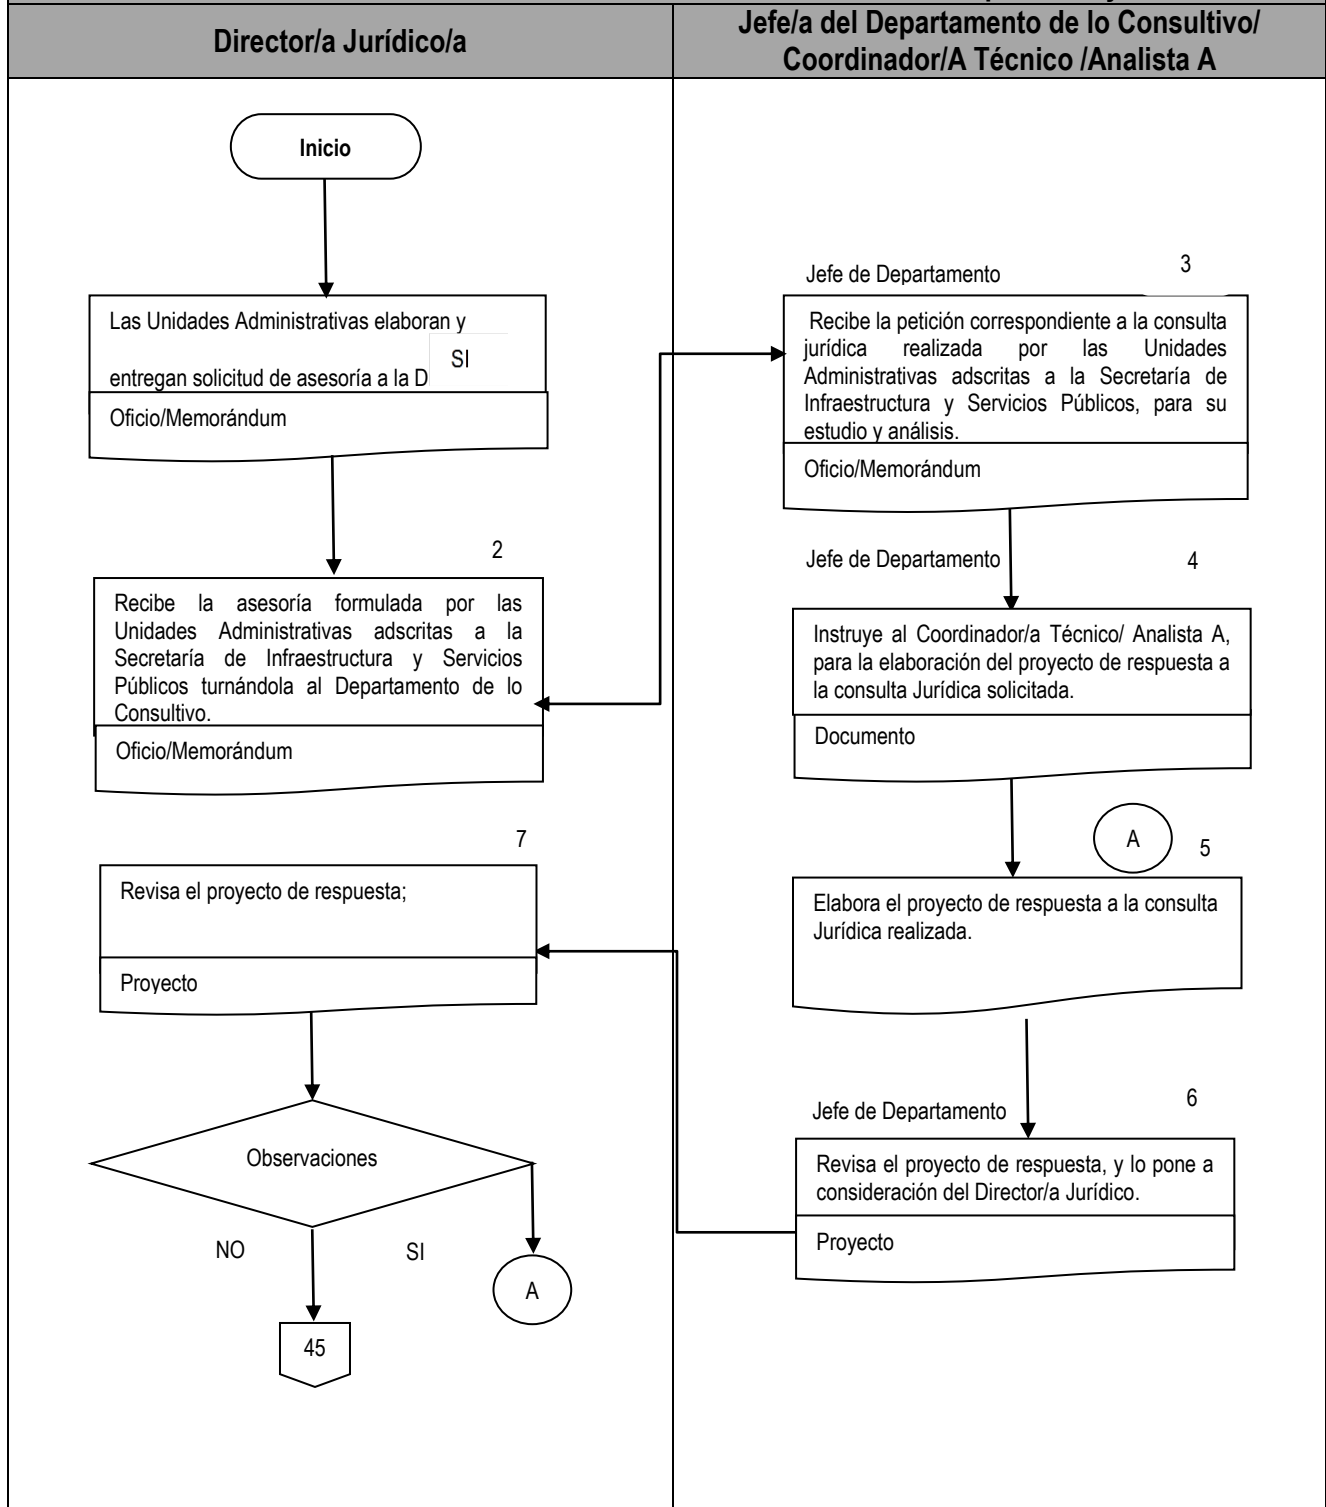 Director/a Jurídico/a
Jefe/a del Departamento de lo Consultivo/
Coordinador/A Técnico /Analista A
Inicio
Las Unidades Administrativas elaboran y
SI
entregan solicitud de asesoría a la D
Oficio/Memorándum
2
Recibe la asesoría formulada por las
Unidades Administrativas adscritas a la
Secretaría de Infraestructura y Servicios
Públicos turnándola al Departamento de lo
Consultivo.
Oficio/Memorándum
Jefe de Departamento
3
Recibe la petición correspondiente a la consulta
jurídica realizada por las Unidades
Administrativas adscritas a la Secretaría de
Infraestructura y Servicios Públicos, para su
estudio y análisis.
Oficio/Memorándum
Jefe de Departamento
4
Instruye al Coordinador/a Técnico/ Analista A,
para la elaboración del proyecto de respuesta a
la consulta Jurídica solicitada.
Documento
A
5
Elabora el proyecto de respuesta a la consulta
Jurídica realizada.
Jefe de Departamento
6
Revisa el proyecto de respuesta, y lo pone a
consideración del Director/a Jurídico.
Proyecto
7
Revisa el proyecto de respuesta;
Proyecto
Observaciones
NO
SI
A
45